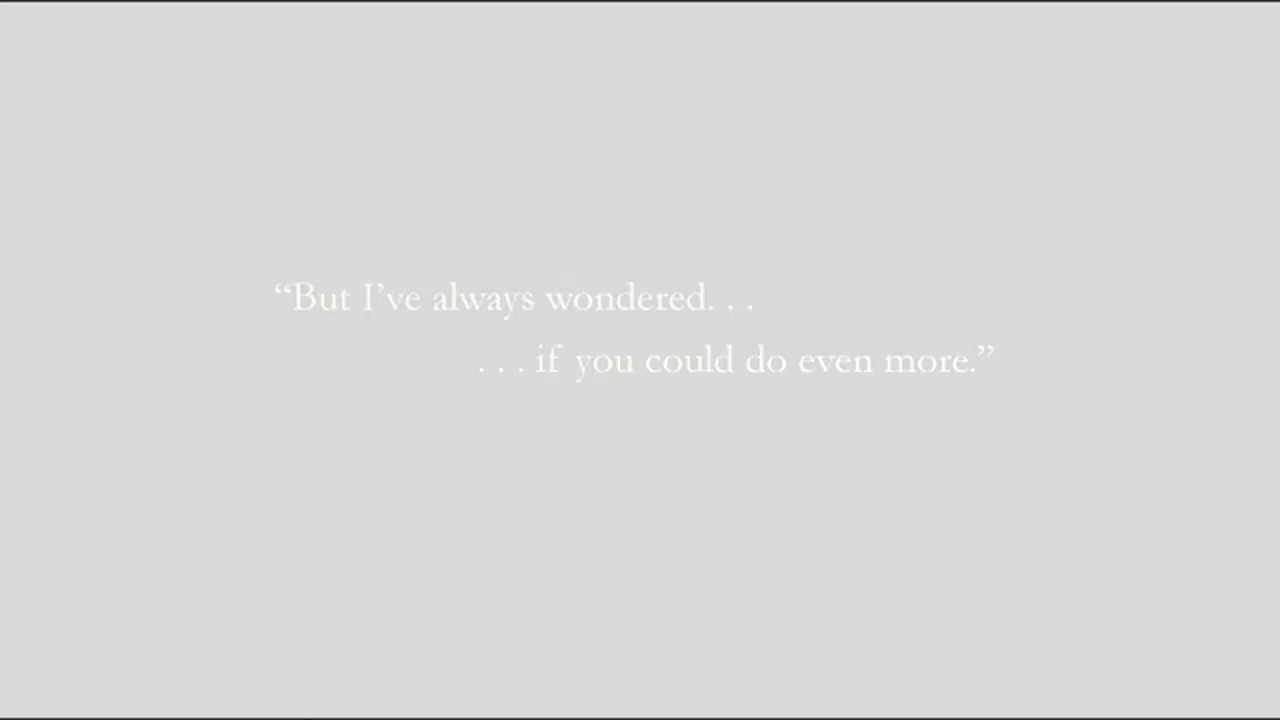 “But I’ve always wondered. . .
. . . if you could do even more.”